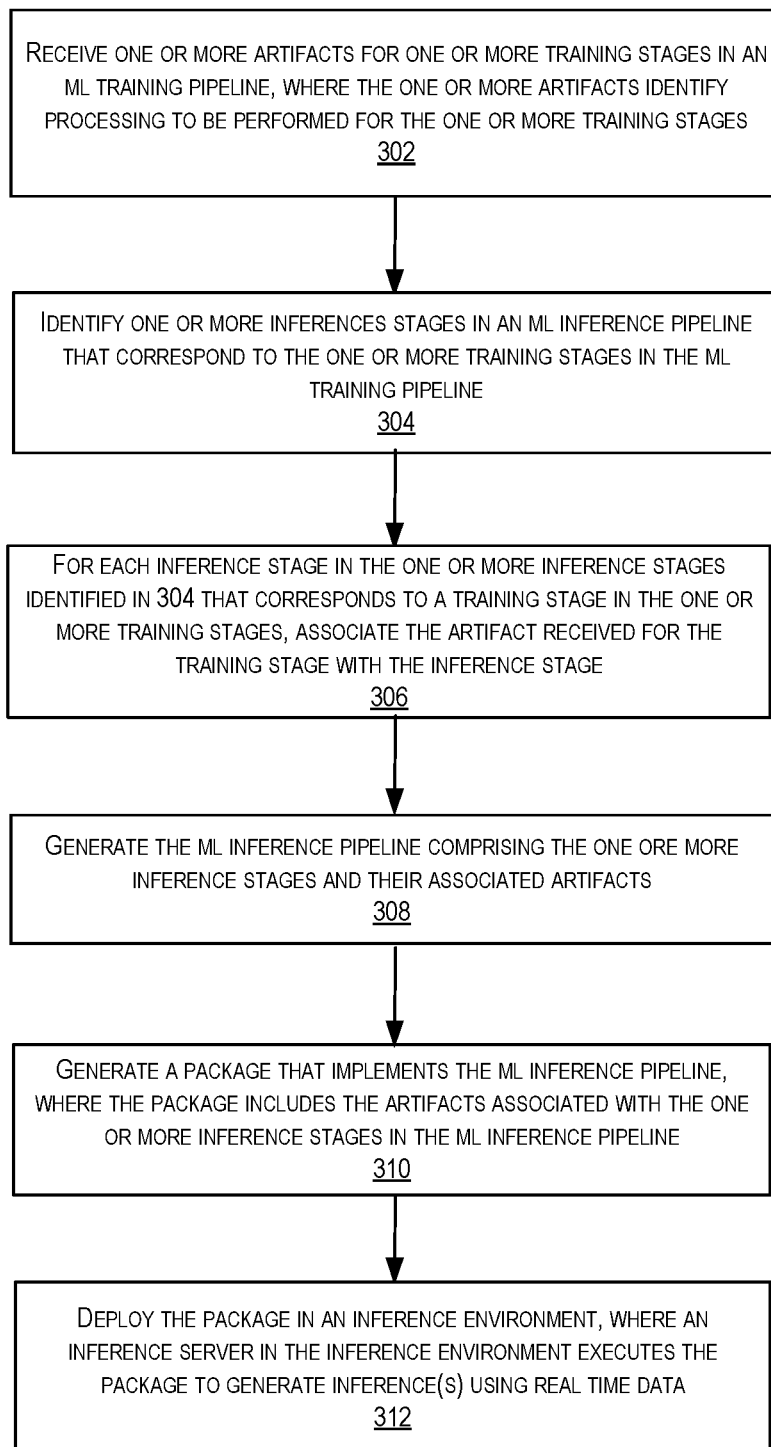 RECEIVE ONE OR MORE ARTIFACTS FOR ONE OR MORE TRAINING STAGES IN AN
ML TRAINING PIPELINE, WHERE THE ONE OR MORE ARTIFACTS IDENTIFY
PROCESSING TO BE PERFORMED FOR THE ONE OR MORE TRAINING STAGES
302
IDENTIFY ONE OR MORE INFERENCES STAGES IN AN ML INFERENCE PIPELINE
THAT CORRESPOND TO THE ONE OR MORE TRAINING STAGES IN THE ML
TRAINING PIPELINE
304
FOR EACH INFERENCE STAGE IN THE ONE OR MORE INFERENCE STAGES
IDENTIFIED IN 304 THAT CORRESPONDS TO A TRAINING STAGE IN THE ONE OR
MORE TRAINING STAGES, ASSOCIATE THE ARTIFACT RECEIVED FOR THE
TRAINING STAGE WITH THE INFERENCE STAGE
306
GENERATE THE ML INFERENCE PIPELINE COMPRISING THE ONE ORE MORE
INFERENCE STAGES AND THEIR ASSOCIATED ARTIFACTS
308
GENERATE A PACKAGE THAT IMPLEMENTS THE ML INFERENCE PIPELINE,
WHERE THE PACKAGE INCLUDES THE ARTIFACTS ASSOCIATED WITH THE ONE
OR MORE INFERENCE STAGES IN THE ML INFERENCE PIPELINE
310
DEPLOY THE PACKAGE IN AN INFERENCE ENVIRONMENT, WHERE AN
INFERENCE SERVER IN THE INFERENCE ENVIRONMENT EXECUTES THE
PACKAGE TO GENERATE INFERENCE(S) USING REAL TIME DATA
312